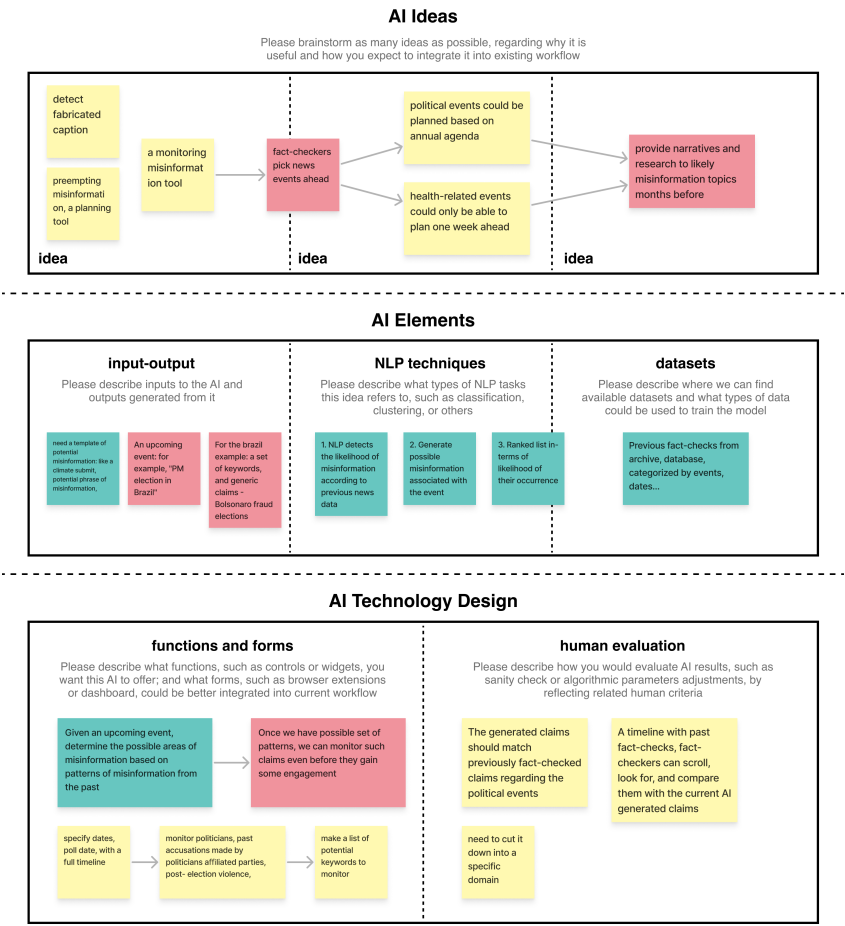 AI Ideas
Please brainstorm as many ideas as possible, regarding why it is
useful and how you expect to integrate it into existing workflow
detect
fabricated
caption
preempting
misinformati
on, a planning
tool
a monitoring
misinformat
ion tool
fact-checkers
pick news
events ahead
political events could be
planned based on
annual agenda
health-related events
could only be able to
plan one week ahead
provide narratives and
research to likely
misinformation topics
months before
idea
idea
idea
AI Elements
input-output
Please describe inputs to the AI and
outputs generated from it
need a template of
potential
misinformation: like a
climate submit,
potential phrase of
misinformation,
An upcoming
event: for
example, "PM
election in
Brazil"
For the brazil
example: a set
of keywords,
and generic
claims -
Bolsonaro fraud
elections
NLP techniques
Please describe what types of NLP tasks
this idea refers to, such as classification,
clustering, or others
1. NLP detects
the likelihood of
misinformation
according to
previous news
data
2. Generate
possible
misinformation
associated with
the event
3. Ranked list in-
terms of
likelihood of
their occurrence
datasets
Please describe where we can find
available datasets and what types of data
could be used to train the model
Previous fact-checks from
archive, database,
categorized by events,
dates...
AI Technology Design
functions and forms
Please describe what functions, such as controls or widgets, you
want this AI to offer; and what forms, such as browser extensions
or dashboard, could be better integrated into current workflow
Given an upcoming event,
determine the possible areas of
misinformation based on
patterns of misinformation from
the past
Once we have possible set of
patterns, we can monitor such
claims even before they gain
some engagement
specify dates,
poll date, with a
full timeline
monitor politicians, past
accusations made by
politicians affiliated parties,
post- election violence,
make a list of
potential
keywords to
monitor
human evaluation
Please describe how you would evaluate AI results, such as
sanity check or algorithmic parameters adjustments, by
reflecting related human criteria
The generated claims
should match
previously fact-checked
claims regarding the
political events
A timeline with past
fact-checks, fact-
checkers can scroll,
look for, and compare
them with the current AI
generated claims
need to cut it
down into a
specific
domain